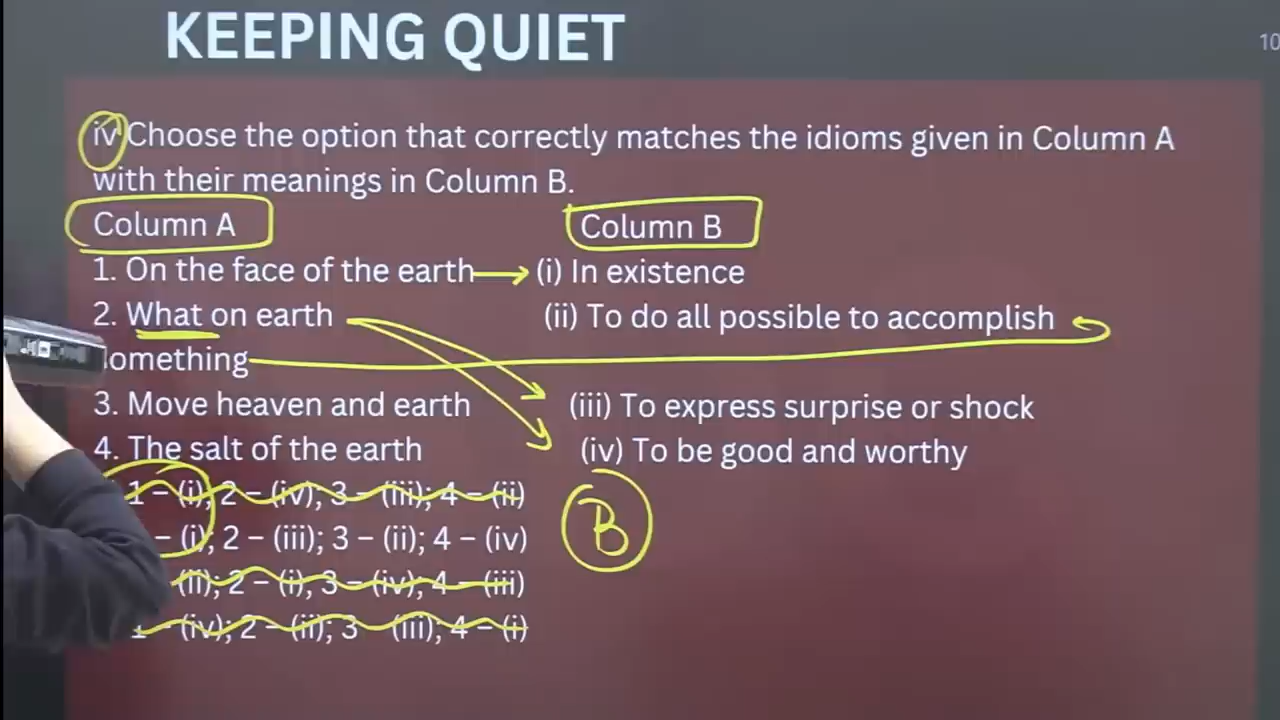 KEEPING QUIET
10
iv Choose the option that correctly matches the idioms given in Column A
with their meanings in Column B.
Column A Column B
1. On the face of the earth (i) In existence
2. What on earth (ii) To do all possible to accomplish
omething
3. Move heaven and earth (iii) To express surprise or shock
4. The salt of the earth (iv) To be good and worthy
1 – (i); 2 – (iv); 3 – (iii); 4 – (ii)
– (i); 2 – (iii); 3 – (ii); 4 – (iv)
B
(ii); 2 – (i); 3 – (iv); 4 – (iii)
1 – (iv); 2 – (ii); 3 – (iii); 4 – (i)